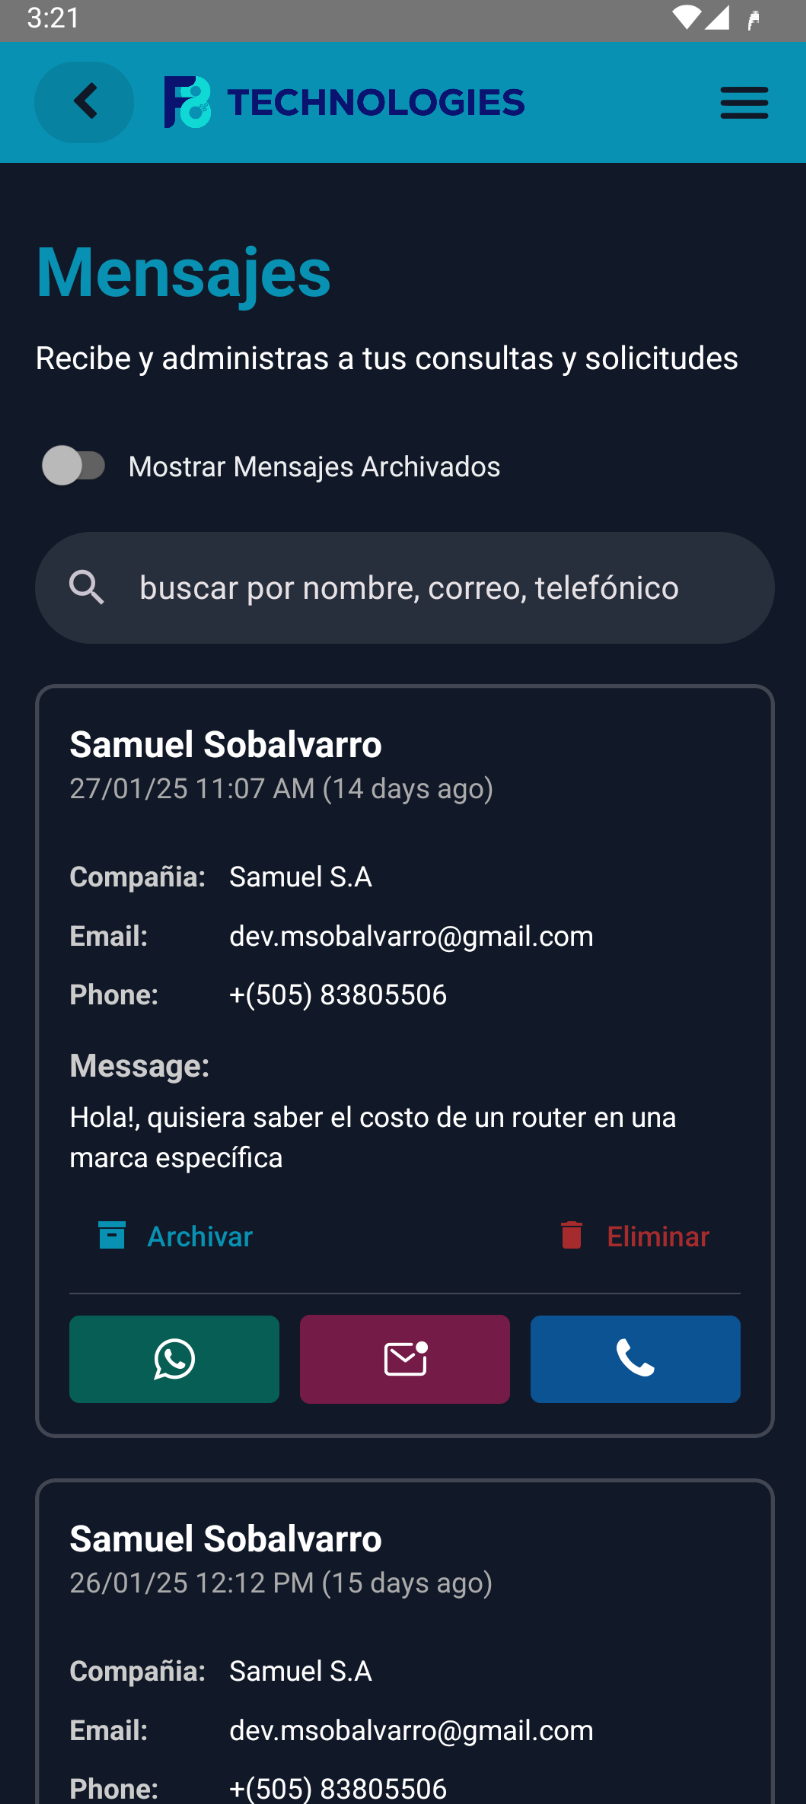 3:21
F8 TECHNOLOGIES
Mensajes
Recibe y administras a tus consultas y solicitudes
Mostrar Mensajes Archivados
buscar por nombre, correo, telefónico
Samuel Sobalvarro
27/01/25 11:07 AM (14 days ago)
Compañia: Samuel S.A
Email: dev.msobalvarro@gmail.com
Phone: +(505) 83805506
Message:
Hola!, quisiera saber el costo de un router en una
marca específica
Archivar Eliminar
Samuel Sobalvarro
26/01/25 12:12 PM (15 days ago)
Compañia: Samuel S.A
Email: dev.msobalvarro@gmail.com
Phone: +(505) 83805506